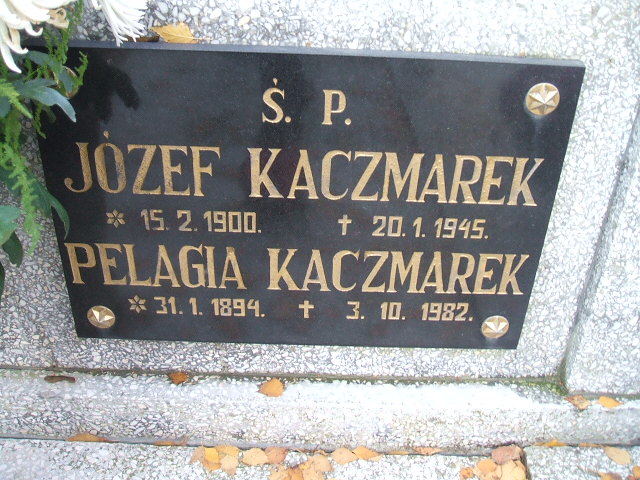 Ś. P.
JÓZEF KACZMAREK
* 15.2.1900. † 20.1.1945.
PELAGIA KACZMAREK
* 31.1.1894. † 3.10.1982.